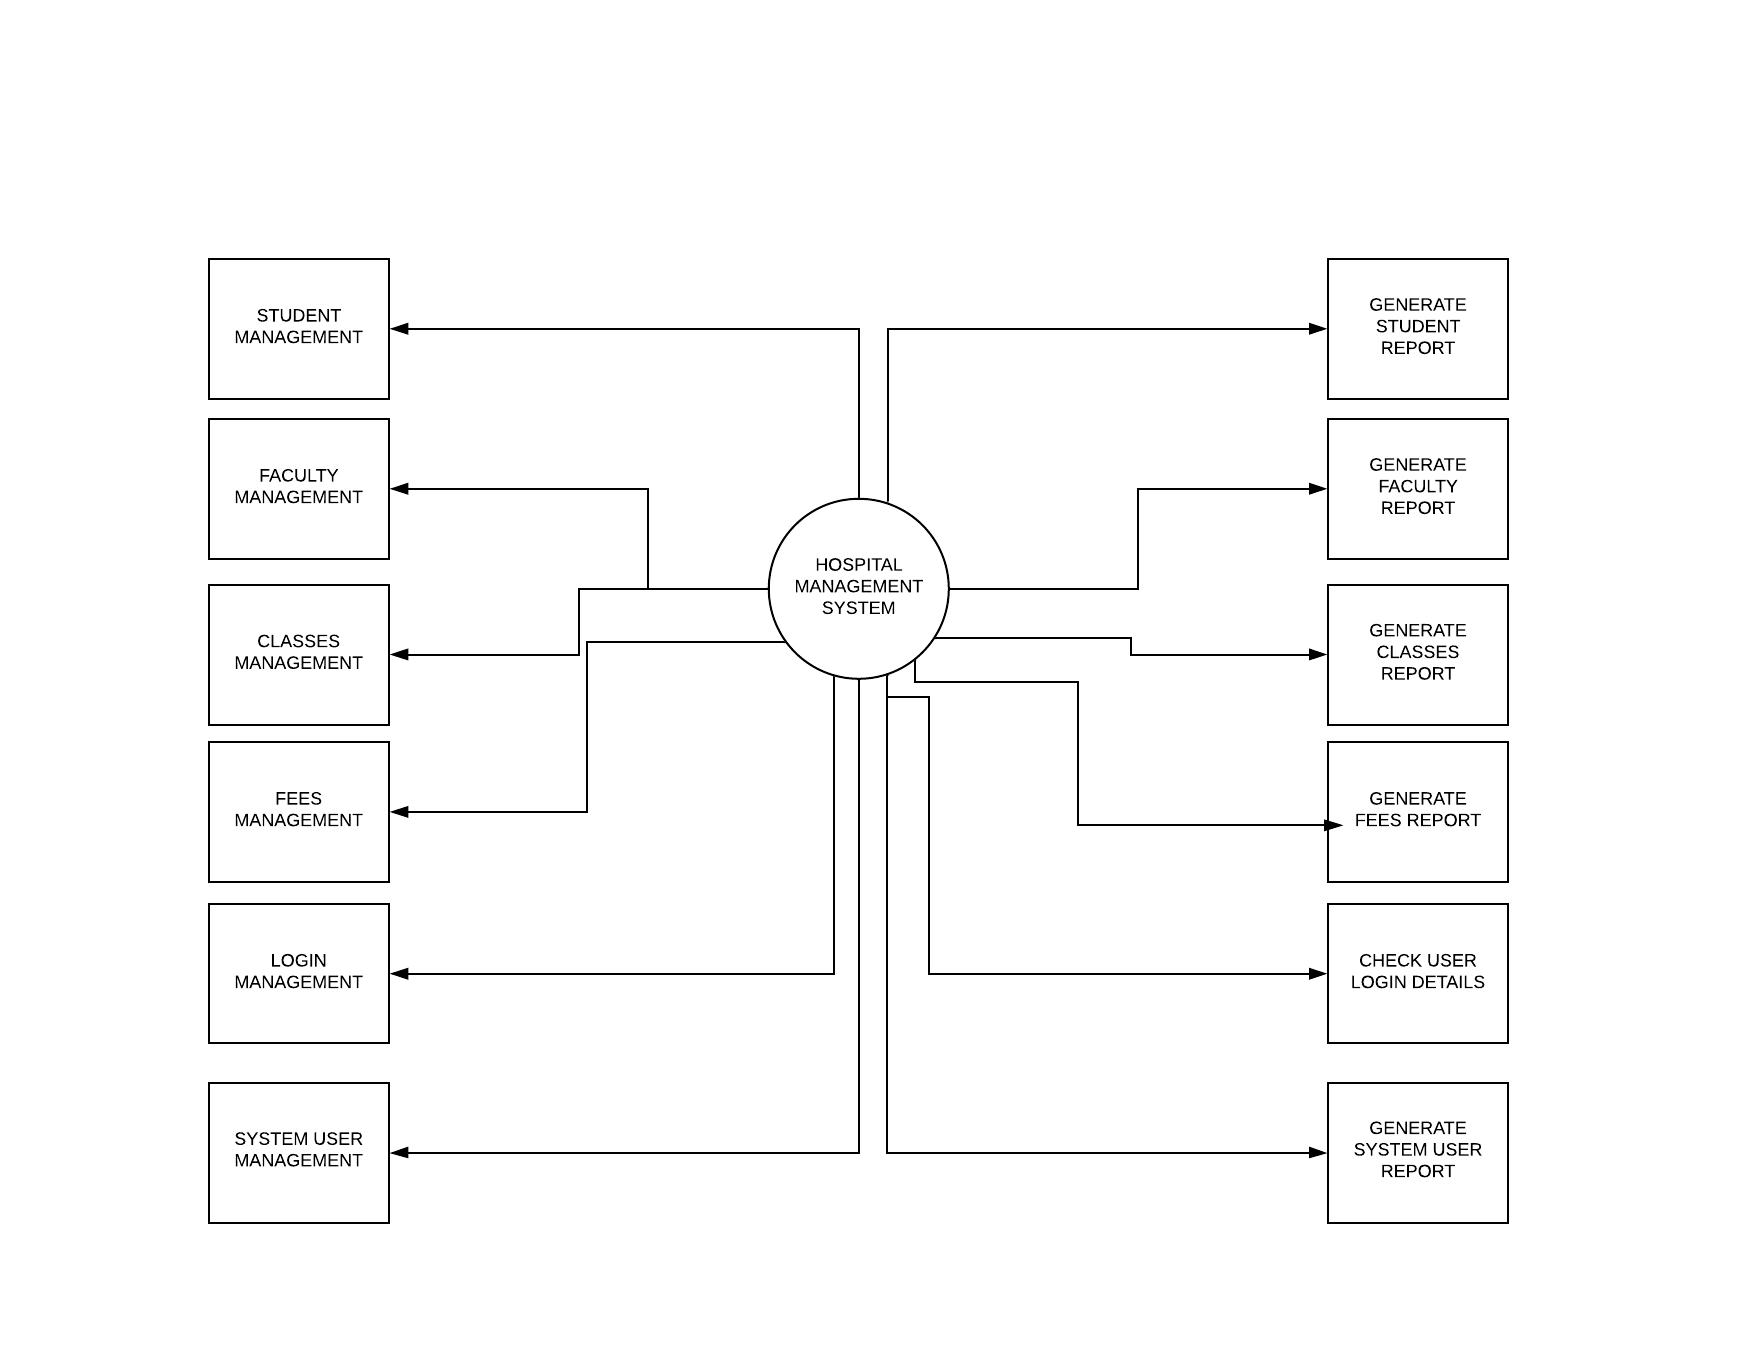 STUDENT
MANAGEMENT
FACULTY
MANAGEMENT
CLASSES
MANAGEMENT
FEES
MANAGEMENT
LOGIN
MANAGEMENT
SYSTEM USER
MANAGEMENT
HOSPITAL
MANAGEMENT
SYSTEM
GENERATE
STUDENT
REPORT
GENERATE
FACULTY
REPORT
GENERATE
CLASSES
REPORT
GENERATE
FEES REPORT
CHECK USER
LOGIN DETAILS
GENERATE
SYSTEM USER
REPORT